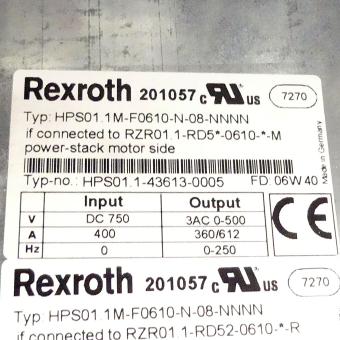 Rexroth 201057 c RU US 7270
Typ: HPS01.1M-F0610-N-08-NNNN
if connected to RZR01.1-RD5*-0610-*-M
power-stack motor side
Made in Germany
Typ-no.: HPS01.1-43613-0005 FD: 06W40
Input Output
V DC 750 3AC 0-500
A 400 360/612
Hz 0 0-250
CE
Rexroth 201057 c RU US 7270
Typ: HPS01.1M-F0610-N-08-NNNN
if connected to RZR01.1-RD52-0610-*-R